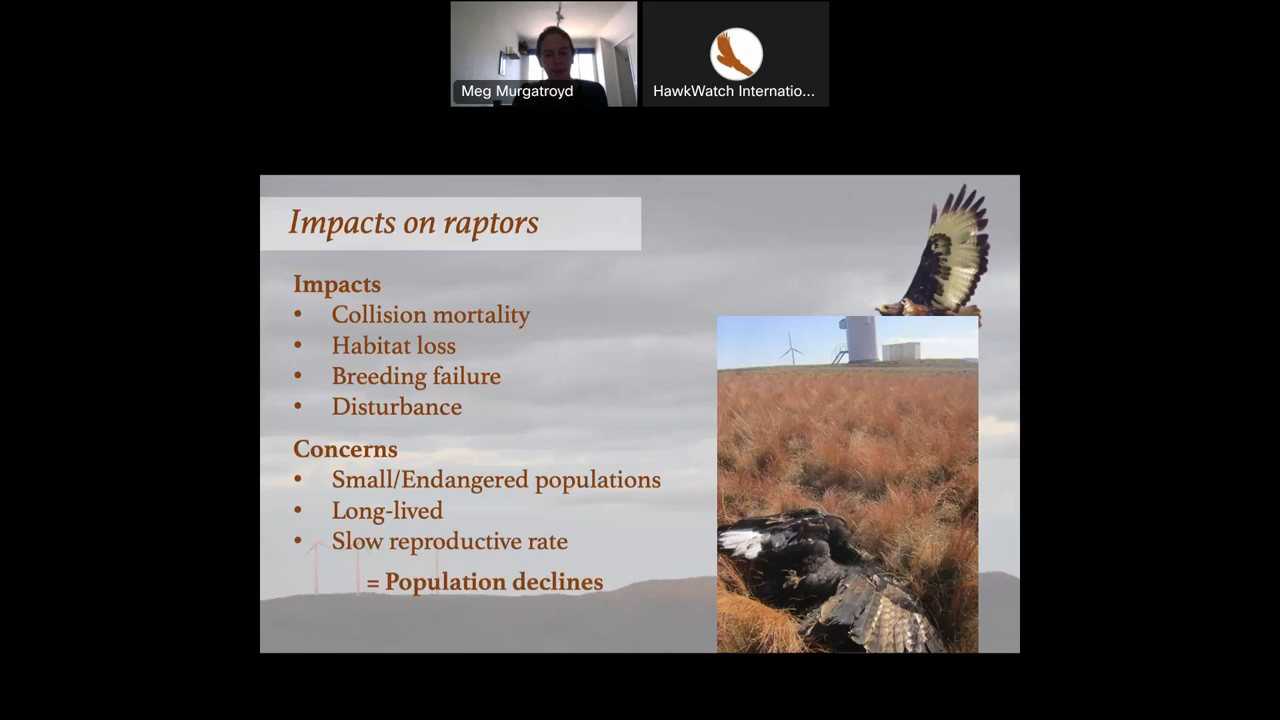 Meg Murgatroyd
HawkWatch Internatio...
Impacts on raptors
Impacts
• Collision mortality
• Habitat loss
• Breeding failure
• Disturbance
Concerns
• Small/Endangered populations
• Long-lived
• Slow reproductive rate
= Population declines